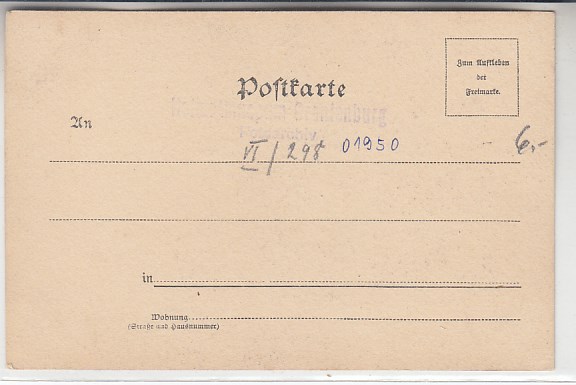 Zum Aufkleben
der
Freimarke.
Postkarte
An
VI/298 01950 6,-
in
Wohnung
(Straße und Hausnummer)